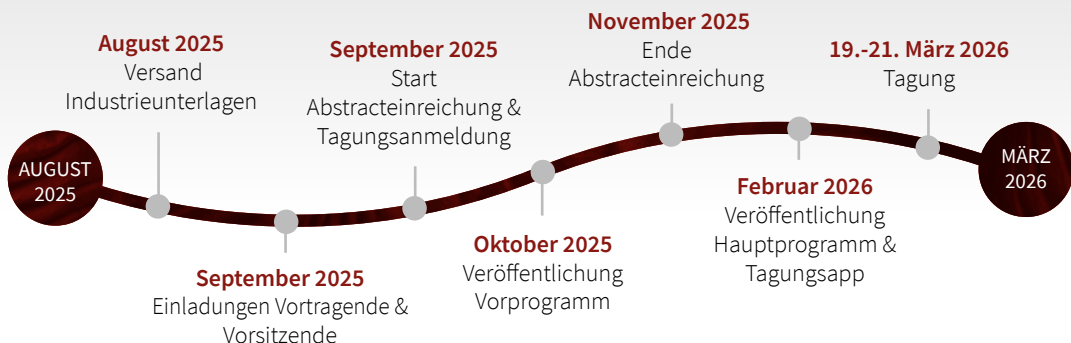 AUGUST
2025
August 2025
Versand
Industrieunterlagen
September 2025
Einladungen Vortragende &
Vorsitzende
September 2025
Start
Abstracteinreichung &
Tagungsanmeldung
Oktober 2025
Veröffentlichung
Vorprogramm
November 2025
Ende
Abstracteinreichung
Februar 2026
Veröffentlichung
Hauptprogramm &
Tagungsapp
19.-21. März 2026
Tagung
MÄRZ
2026